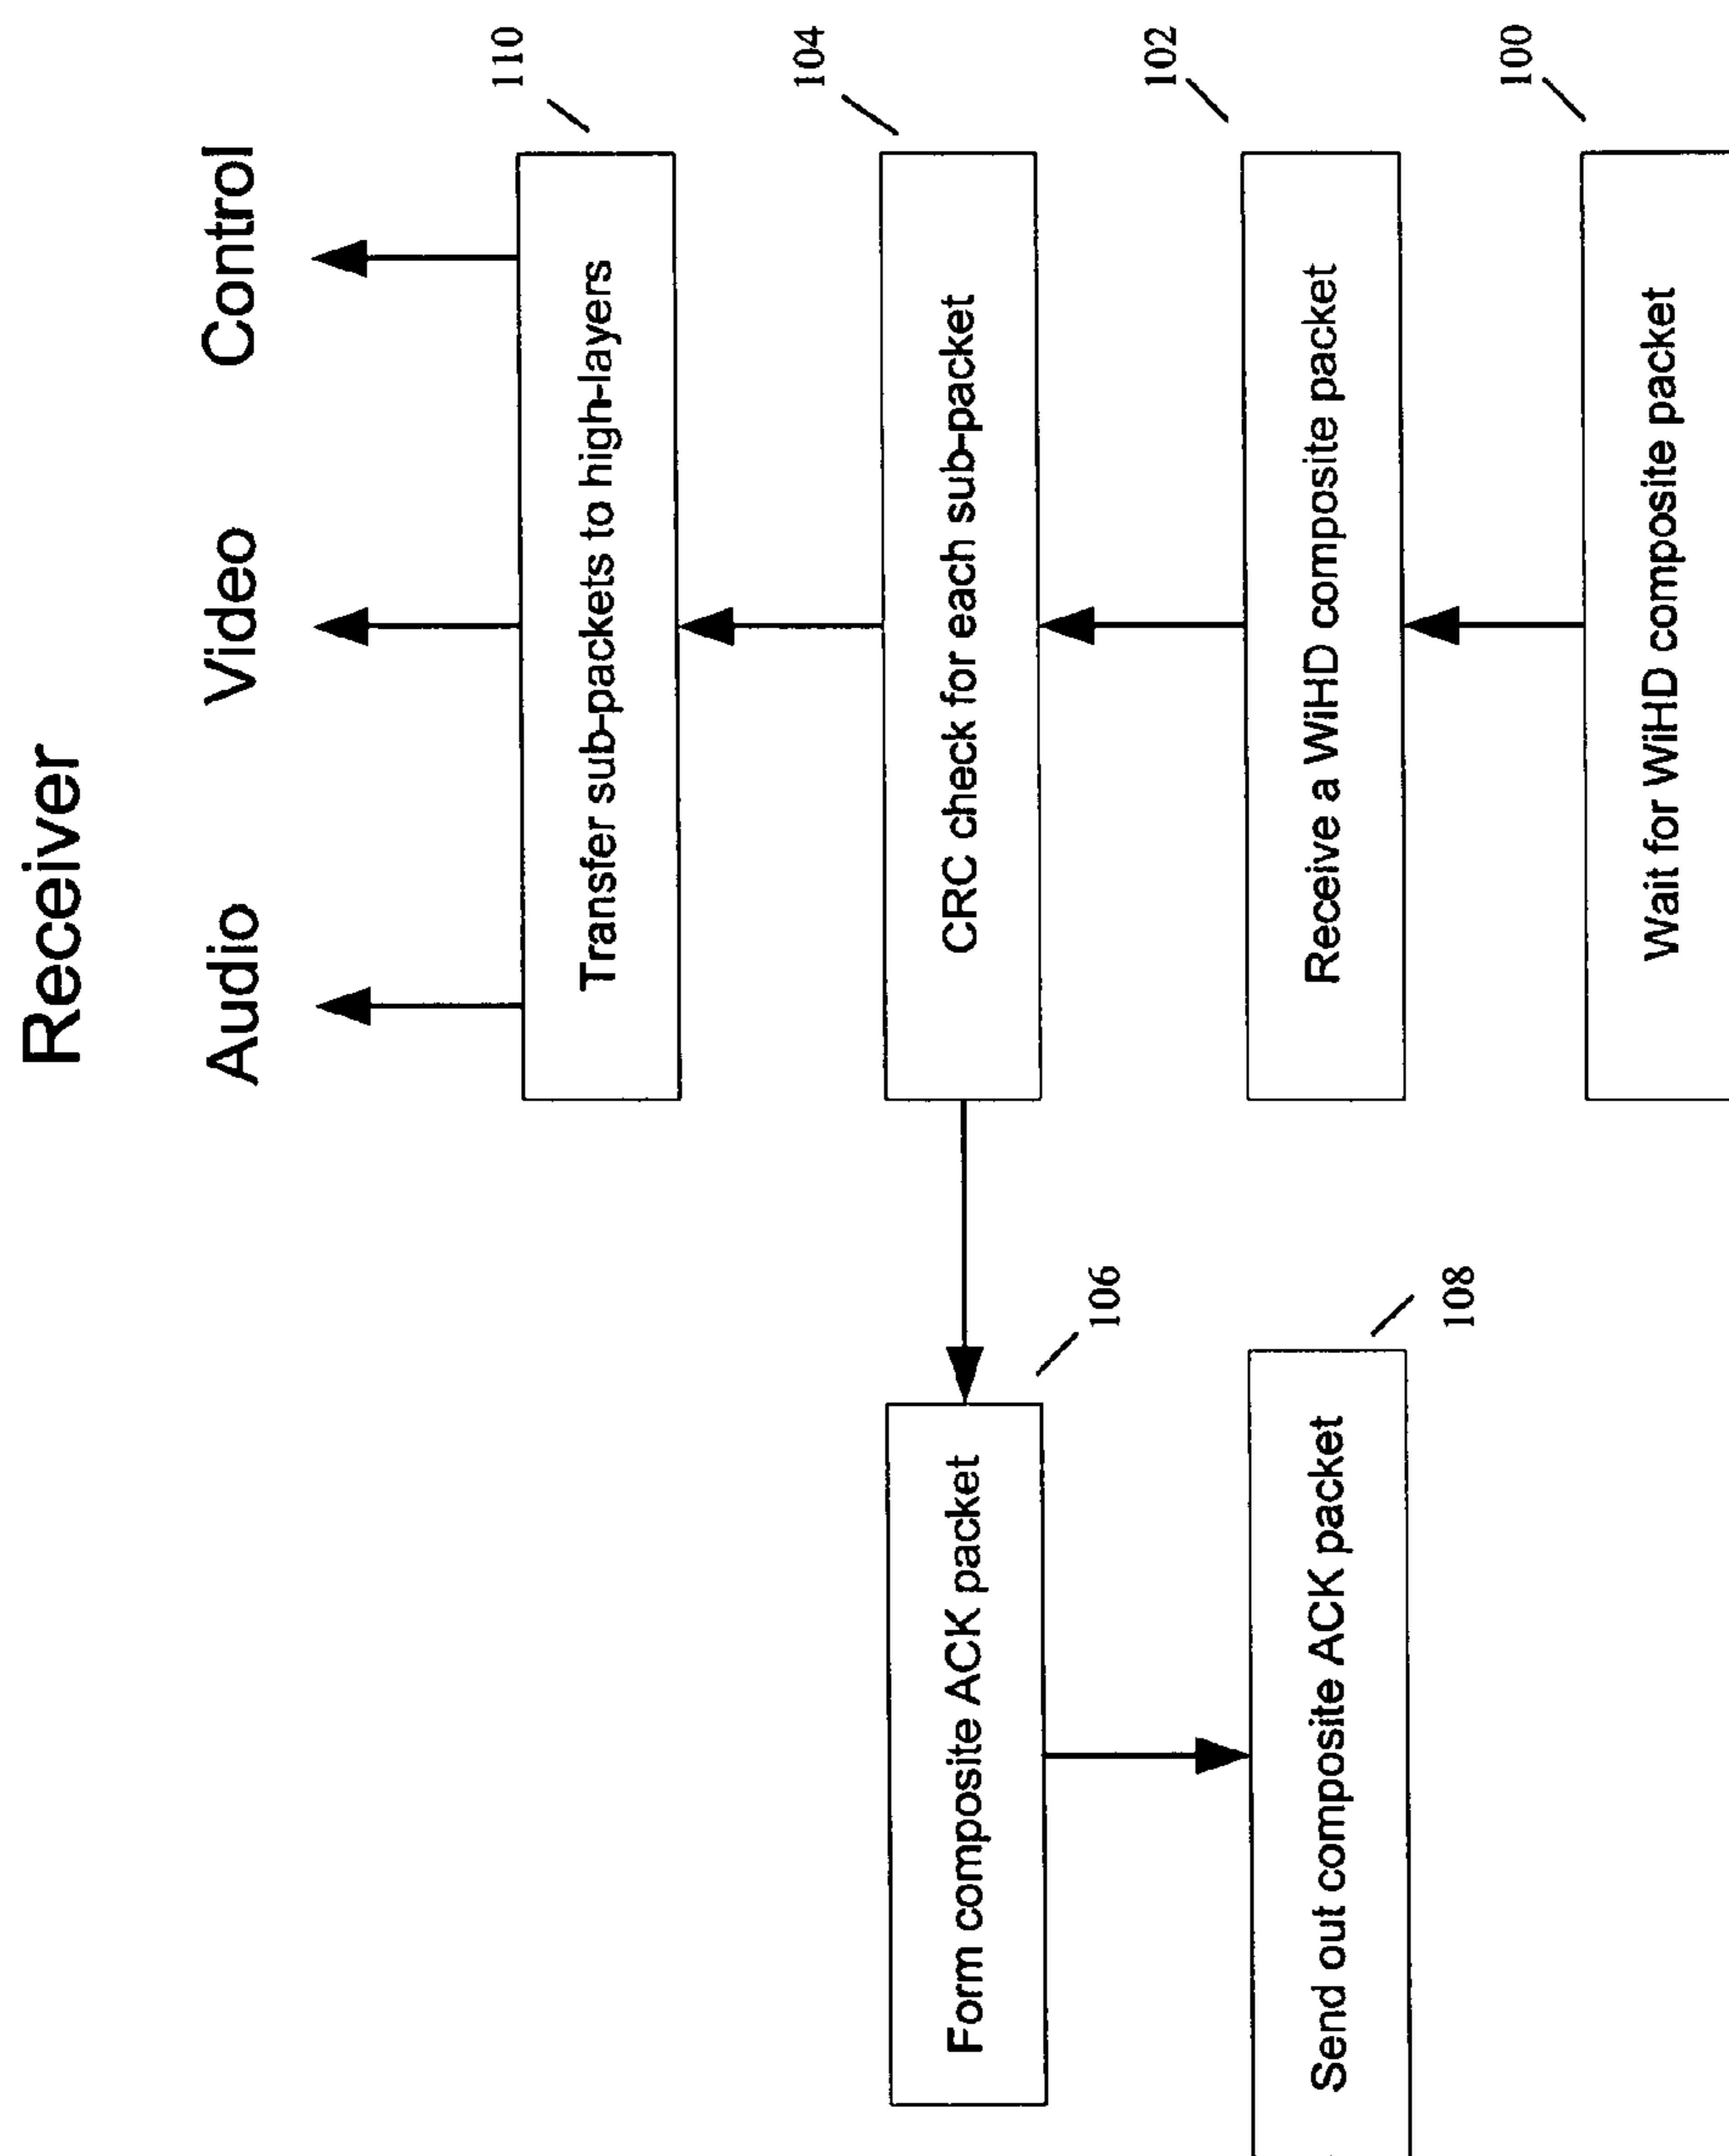 Receiver
Audio
Video
Control
Transfer sub-packets to high-layers
110
CRC check for each sub-packet
104
Receive a WiHD composite packet
102
Wait for WiHD composite packet
100
Form composite ACK packet
106
Send out composite ACK packet
108